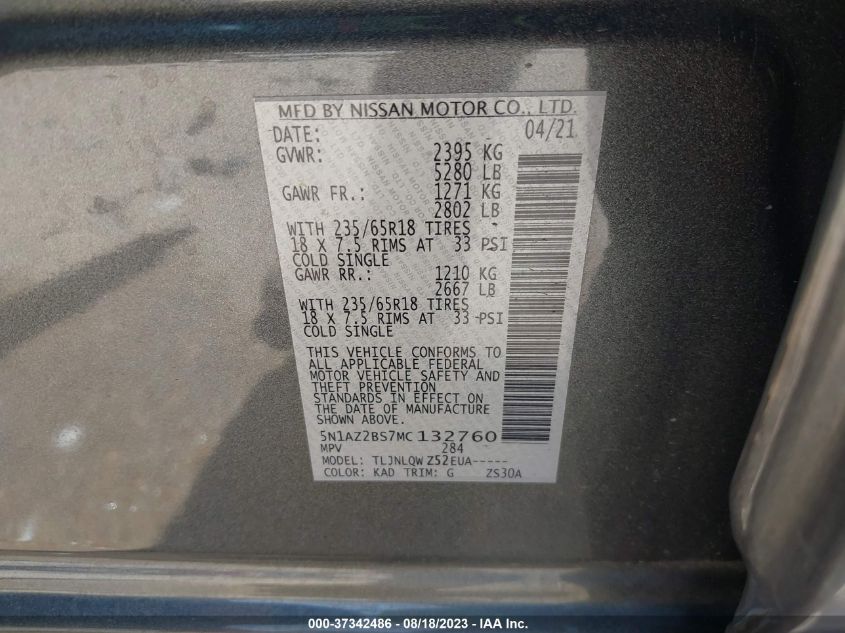 MFD BY NISSAN MOTOR CO., LTD.
DATE: 04/21
GVWR: 2395 KG
5280 LB
GAWR FR.: 1271 KG
2802 LB
WITH 235/65R18 TIRES
18 X 7.5 RIMS AT 33 PSI
COLD SINGLE
GAWR RR.: 1210 KG
2667 LB
WITH 235/65R18 TIRES
18 X 7.5 RIMS AT 33 PSI
COLD SINGLE
THIS VEHICLE CONFORMS TO
ALL APPLICABLE FEDERAL
MOTOR VEHICLE SAFETY AND
THEFT PREVENTION
STANDARDS IN EFFECT ON
THE DATE OF MANUFACTURE
SHOWN ABOVE.
5N1AZ2BS7MC132760
MPV 284
MODEL: TLJNLQW Z52EUA-----
COLOR: KAD TRIM: G ZS30A
000-37342486 - 08/18/2023 - Copyright © IAA, Inc.